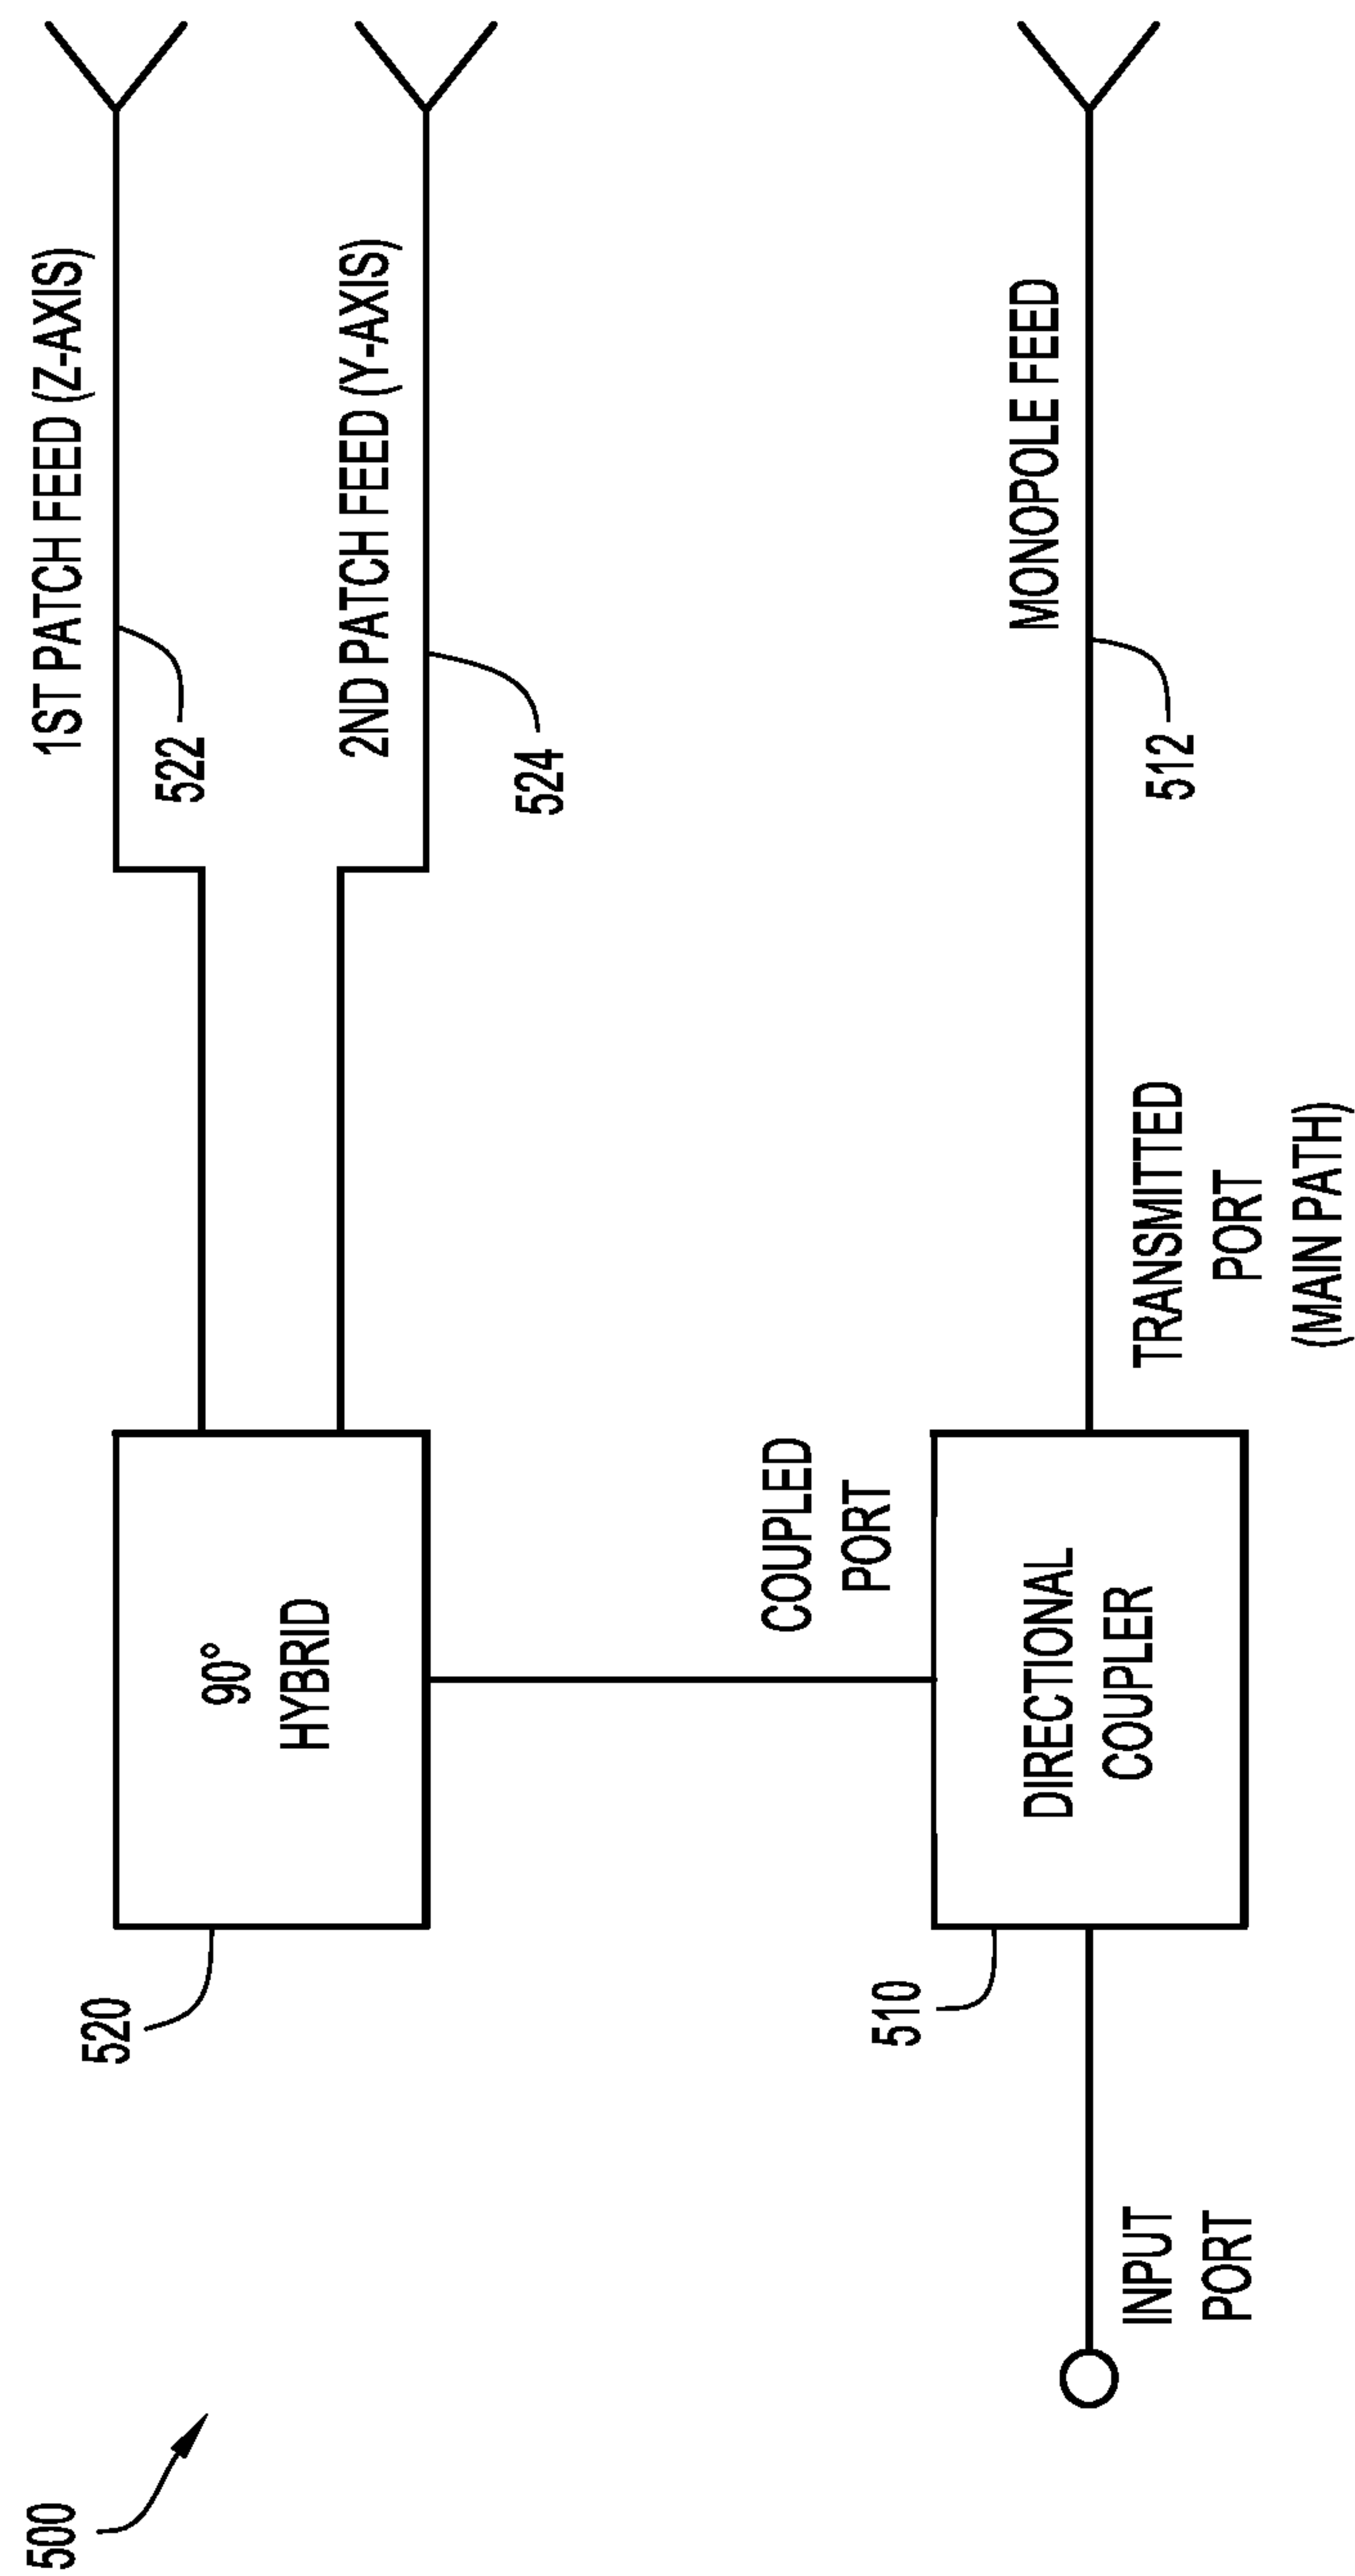 500
1ST PATCH FEED (Z-AXIS)
522
520
90°
HYBRID
2ND PATCH FEED (Y-AXIS)
524
COUPLED
PORT
510
DIRECTIONAL
COUPLER
MONOPOLE FEED
512
INPUT
PORT
TRANSMITTED
PORT
(MAIN PATH)